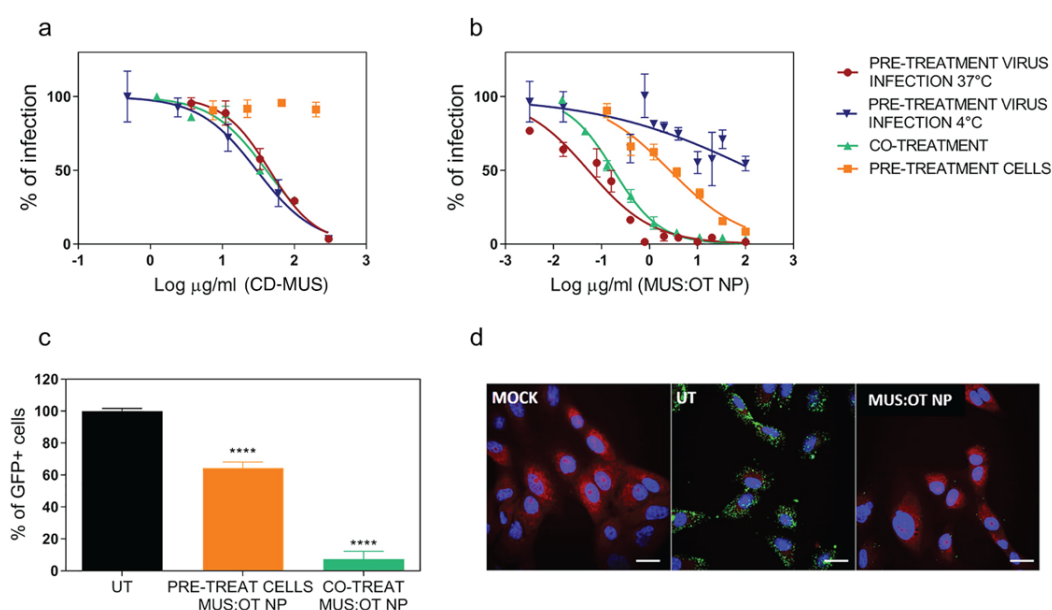 a
b
% of infection
100
50
0
-1
0
1
2
3
Log μg/ml (CD-MUS)
% of infection
100
50
0
-3
-2
-1
0
1
2
3
Log μg/ml (MUS:OT NP)
PRE-TREATMENT VIRUS
INFECTION 37°C
PRE-TREATMENT VIRUS
INFECTION 4°C
CO-TREATMENT
PRE-TREATMENT CELLS
c
% of GFP+ cells
120
100
80
60
40
20
0
****
****
UT
PRE-TREAT CELLS
MUS:OT NP
CO-TREAT
MUS:OT NP
d
MOCK
UT
MUS:OT NP